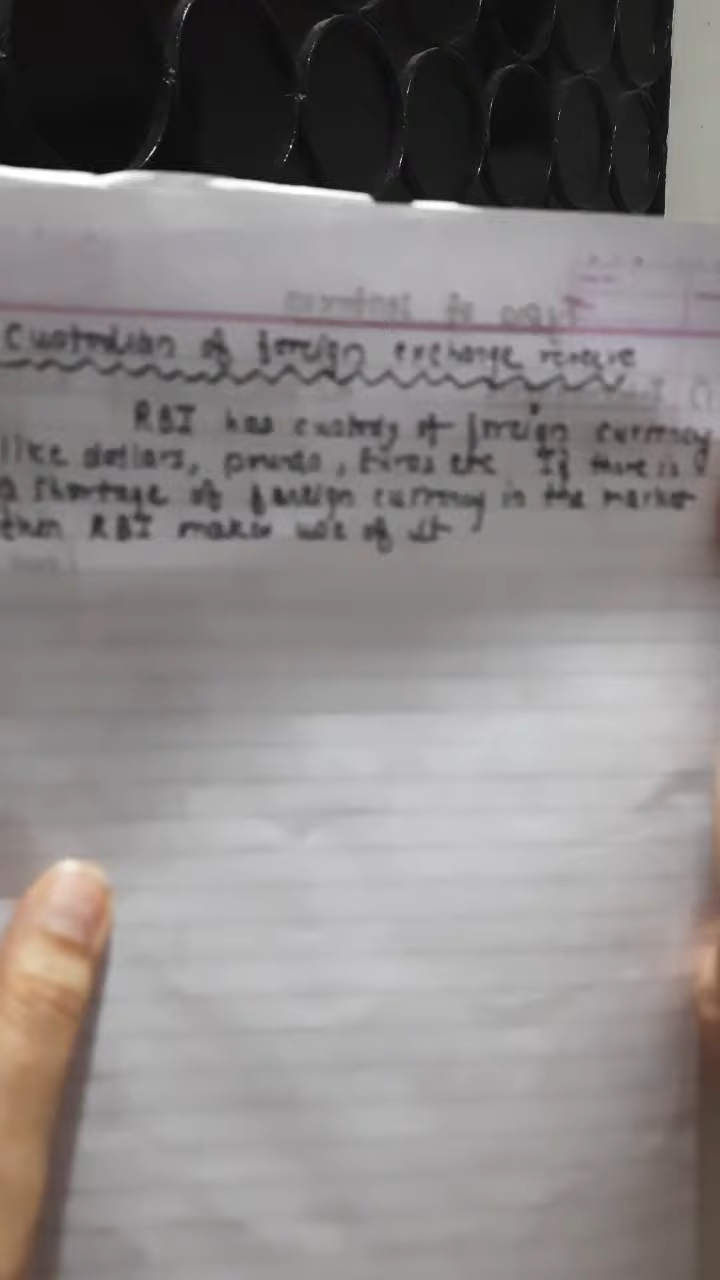 Custodian of foreign exchange reserve
RBI has custody of foreign currency
like dollars, pounds, Euros etc If there is
a shortage of foreign currency in the market
then RBI makes use of it